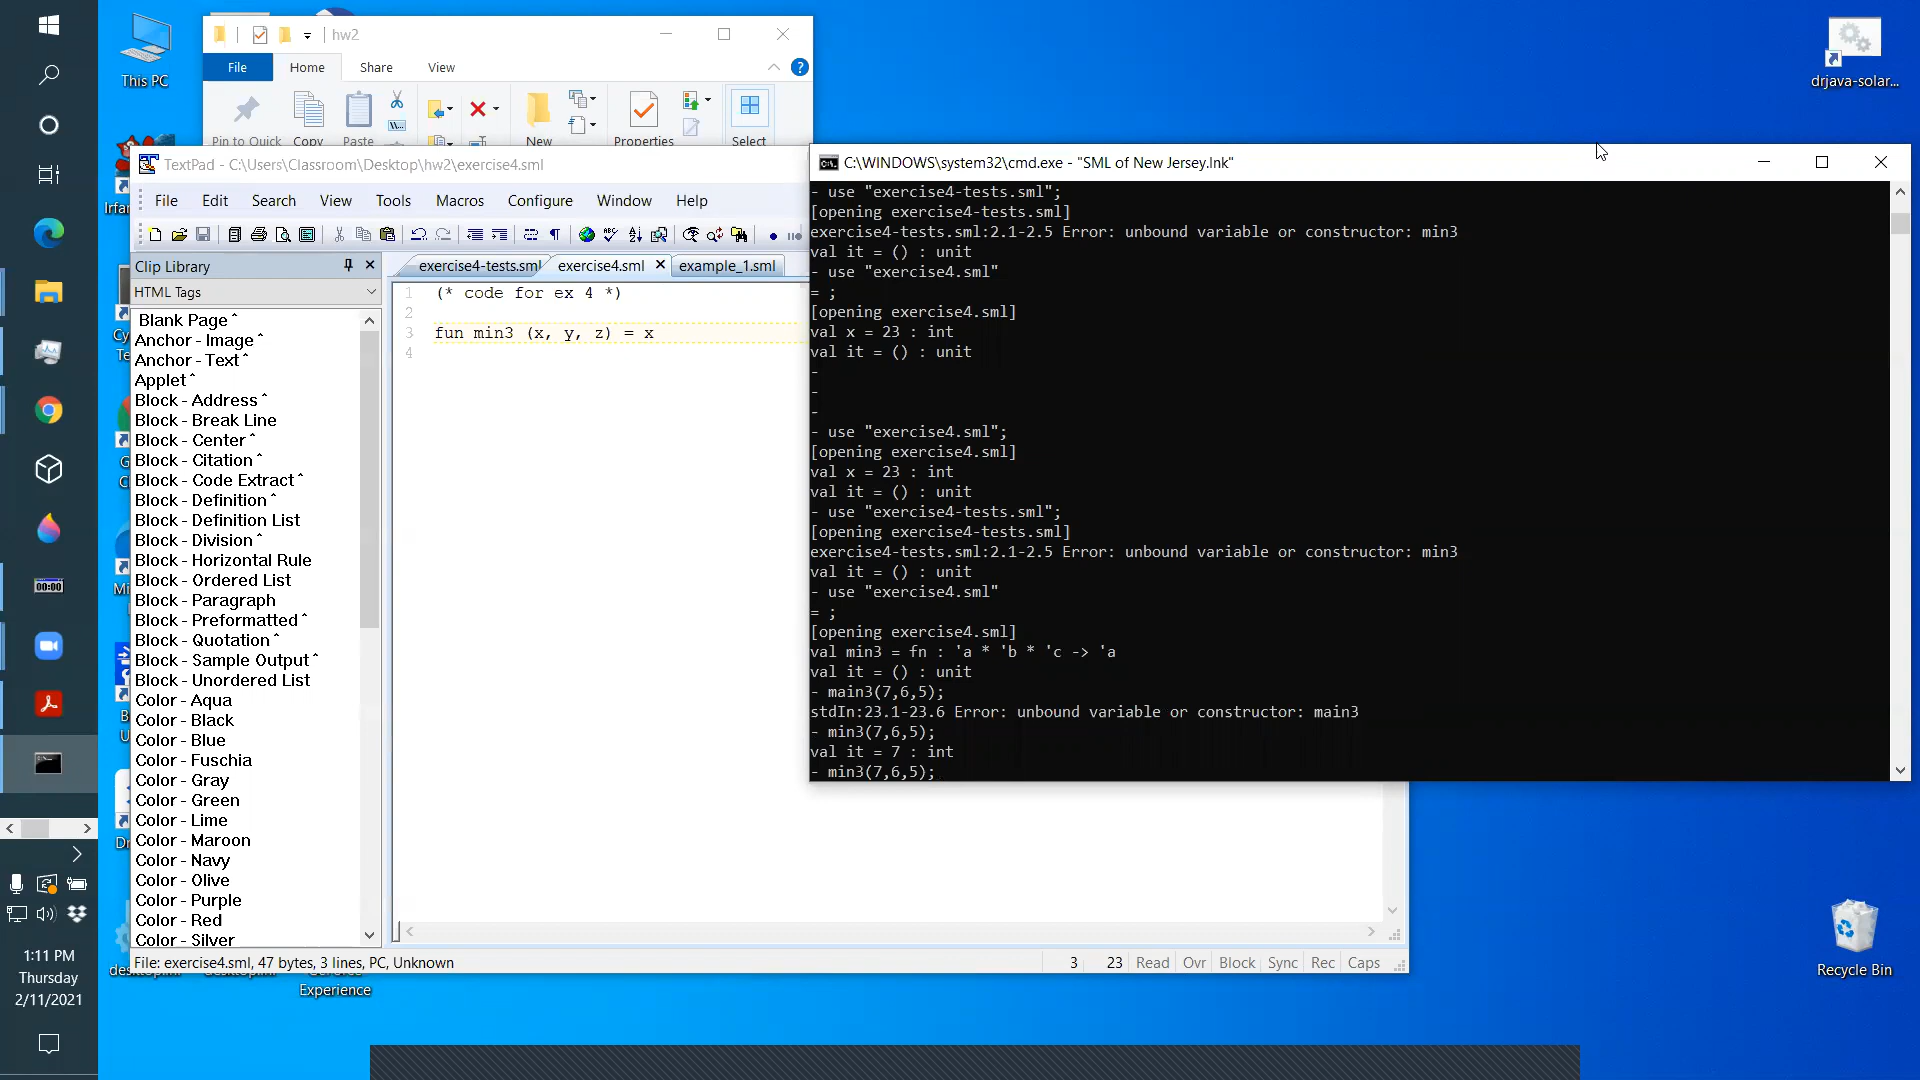 This PC
hw2
File Home Share View
Pin to Quick Copy Paste New Properties Select
drjava-solar...
TextPad - C:\Users\Classroom\Desktop\hw2\exercise4.sml
File Edit Search View Tools Macros Configure Window Help
Clip Library
HTML Tags
exercise4-tests.sml exercise4.sml example_1.sml
1 (* code for ex 4 *)
2
3 fun min3 (x, y, z) = x
4
Blank Page ^
Anchor - Image ^
Anchor - Text ^
Applet ^
Block - Address ^
Block - Break Line
Block - Center ^
Block - Citation ^
Block - Code Extract ^
Block - Definition ^
Block - Definition List
Block - Division ^
Block - Horizontal Rule
Block - Ordered List
Block - Paragraph
Block - Preformatted ^
Block - Quotation ^
Block - Sample Output ^
Block - Unordered List
Color - Aqua
Color - Black
Color - Blue
Color - Fuschia
Color - Gray
Color - Green
Color - Lime
Color - Maroon
Color - Navy
Color - Olive
Color - Purple
Color - Red
Color - Silver
C:\WINDOWS\system32\cmd.exe - "SML of New Jersey.lnk"
- use "exercise4-tests.sml";
[opening exercise4-tests.sml]
exercise4-tests.sml:2.1-2.5 Error: unbound variable or constructor: min3
val it = () : unit
- use "exercise4.sml"
= ;
[opening exercise4.sml]
val x = 23 : int
val it = () : unit
-
-
-
- use "exercise4.sml";
[opening exercise4.sml]
val x = 23 : int
val it = () : unit
- use "exercise4-tests.sml";
[opening exercise4-tests.sml]
exercise4-tests.sml:2.1-2.5 Error: unbound variable or constructor: min3
val it = () : unit
- use "exercise4.sml"
= ;
[opening exercise4.sml]
val min3 = fn : 'a * 'b * 'c -> 'a
val it = () : unit
- main3(7,6,5);
stdIn:23.1-23.6 Error: unbound variable or constructor: main3
- min3(7,6,5);
val it = 7 : int
- min3(7,6,5);
File: exercise4.sml, 47 bytes, 3 lines, PC, Unknown
3 23 Read Ovr Block Sync Rec Caps
Experience
Recycle Bin
00:00
1:11 PM
Thursday
2/11/2021